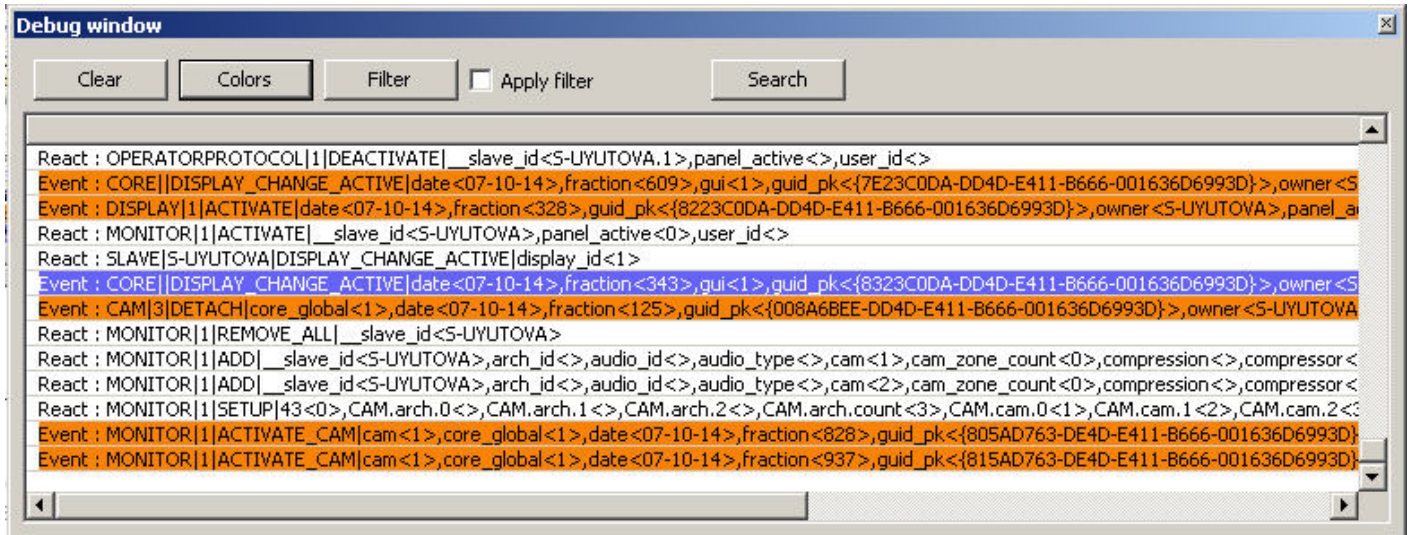 Debug window
Clear Colors Filter Apply filter Search
React : OPERATORPROTOCOL|1|DEACTIVATE|__slave_id<S-UYUTOVA.1>,panel_active<>,user_id<>
Event : CORE||DISPLAY_CHANGE_ACTIVE|date<07-10-14>,fraction<609>,gui<1>,guid_pk<{7E23C0DA-DD4D-E411-B666-001636D6993D}>,owner<S
Event : DISPLAY|1|ACTIVATE|date<07-10-14>,fraction<328>,guid_pk<{8223C0DA-DD4D-E411-B666-001636D6993D}>,owner<S-UYUTOVA>,panel_a
React : MONITOR|1|ACTIVATE|__slave_id<S-UYUTOVA>,panel_active<0>,user_id<>
React : SLAVE|S-UYUTOVA|DISPLAY_CHANGE_ACTIVE|display_id<1>
Event : CORE||DISPLAY_CHANGE_ACTIVE|date<07-10-14>,fraction<343>,gui<1>,guid_pk<{8323C0DA-DD4D-E411-B666-001636D6993D}>,owner<S
Event : CAM|3|DETACH|core_global<1>,date<07-10-14>,fraction<125>,guid_pk<{008A6BEE-DD4D-E411-B666-001636D6993D}>,owner<S-UYUTOVA
React : MONITOR|1|REMOVE_ALL|__slave_id<S-UYUTOVA>
React : MONITOR|1|ADD|__slave_id<S-UYUTOVA>,arch_id<>,audio_id<>,audio_type<>,cam<1>,cam_zone_count<0>,compression<>,compressor<
React : MONITOR|1|ADD|__slave_id<S-UYUTOVA>,arch_id<>,audio_id<>,audio_type<>,cam<2>,cam_zone_count<0>,compression<>,compressor<
React : MONITOR|1|SETUP|43<0>,CAM.arch.0<>,CAM.arch.1<>,CAM.arch.2<>,CAM.arch.count<3>,CAM.cam.0<1>,CAM.cam.1<2>,CAM.cam.2<3
Event : MONITOR|1|ACTIVATE_CAM|cam<1>,core_global<1>,date<07-10-14>,fraction<828>,guid_pk<{805AD763-DE4D-E411-B666-001636D6993D}
Event : MONITOR|1|ACTIVATE_CAM|cam<1>,core_global<1>,date<07-10-14>,fraction<937>,guid_pk<{815AD763-DE4D-E411-B666-001636D6993D}